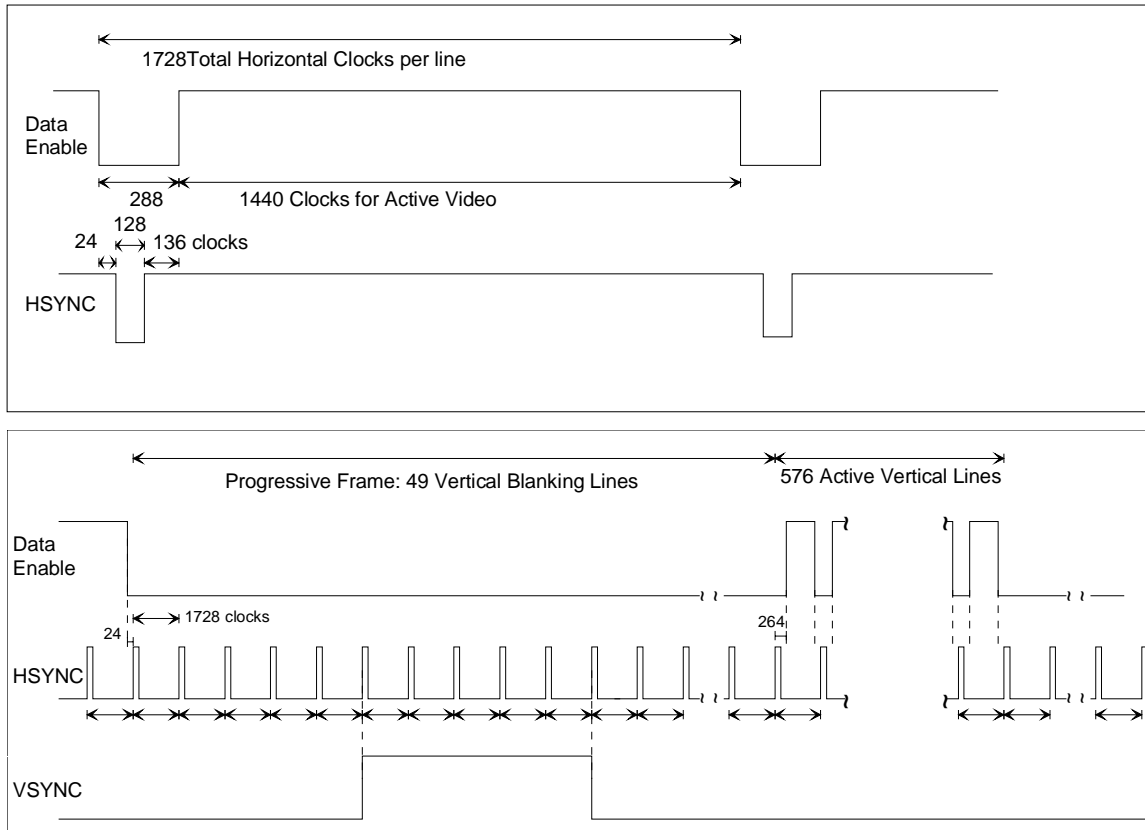 1728Total Horizontal Clocks per line
Data
Enable
288
1440 Clocks for Active Video
128
24
136 clocks
HSYNC
Progressive Frame: 49 Vertical Blanking Lines
576 Active Vertical Lines
Data
Enable
1728 clocks
24
264
HSYNC
VSYNC